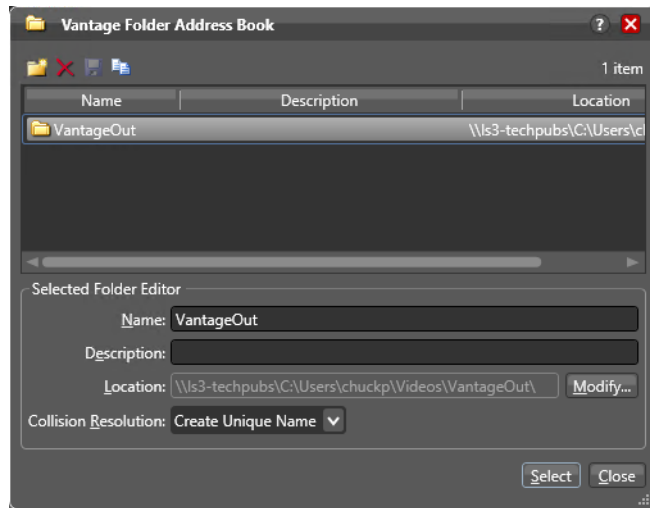 Vantage Folder Address Book
?
1 item
Name Description Location
VantageOut \\ls3-techpubs\C:\Users\cl
Selected Folder Editor
Name: VantageOut
Description:
Location: \\ls3-techpubs\C:\Users\chuckp\Videos\VantageOut\ Modify...
Collision Resolution: Create Unique Name
Select Close